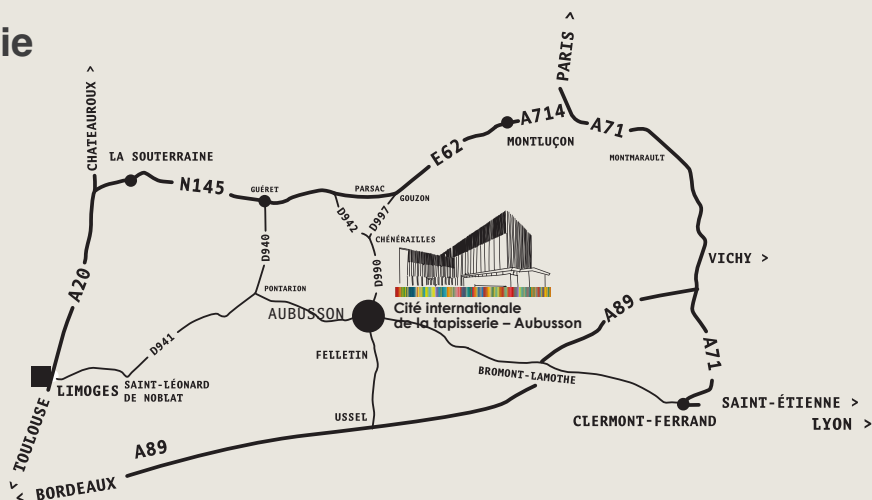 ie
PARIS >
CHATEAUROUX >
A714
A71
MONTLUÇON
E62
MONTMARAULT
LA SOUTERRAINE
N145
GUÉRET
PARSAC
GOUZON
D942
D997
CHÉNÉRAILLES
D940
D990
VICHY >
A20
PONTARION
AUBUSSON
Cité internationale
de la tapisserie – Aubusson
A89
D941
FELLETIN
A71
BROMONT-LAMOTHE
LIMOGES
SAINT-LÉONARD
DE NOBLAT
USSEL
CLERMONT-FERRAND
SAINT-ÉTIENNE >
LYON >
< TOULOUSE
A89
< BORDEAUX